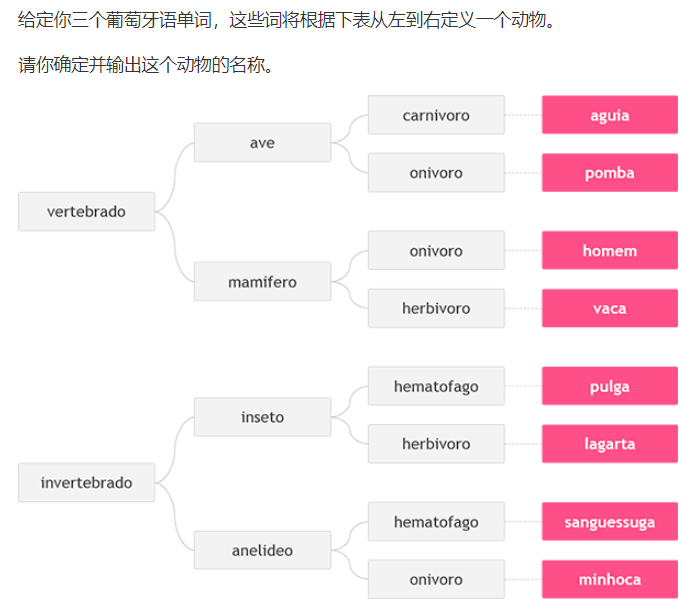 给定你三个葡萄牙语单词，这些词将根据下表从左到右定义一个动物。
请你确定并输出这个动物的名称。
carnivoro
aguia
ave
onivoro
pomba
vertebrado
onivoro
homem
mamifero
herbivoro
vaca
hematofago
pulga
inseto
herbivoro
lagarta
invertebrado
hematofago
sanguessuga
anelideo
onivoro
minhoca